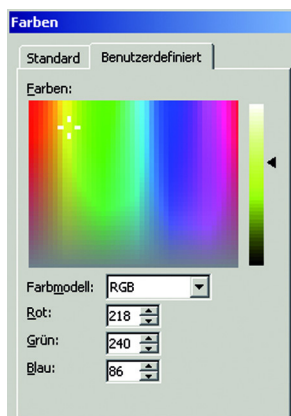 Farben
Standard Benutzerdefiniert
Farben:
Farbmodell: RGB
Rot: 218
Grün: 240
Blau: 86